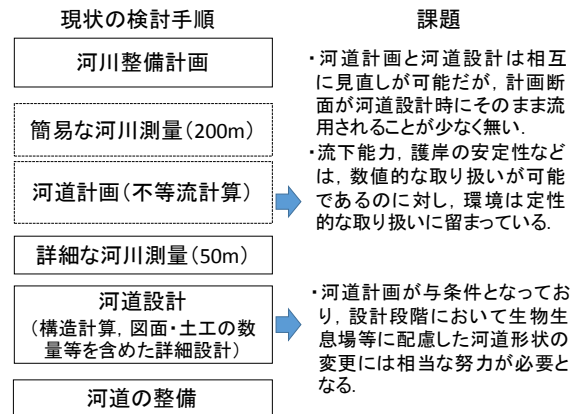 現状の検討手順
河川整備計画
簡易な河川測量（200m）
河道計画（不等流計算）
詳細な河川測量（50m）
河道設計
（構造計算，図面・土工の数
量等を含めた詳細設計）
河道の整備
課題
・河道計画と河道設計は相互
に見直しが可能だが，計画断
面が河道設計時にそのまま流
用されることが少なく無い．
・流下能力，護岸の安定性など
は，数値的な取り扱いが可能
であるのに対し，環境は定性
的な取り扱いに留まっている．
・河道計画が与条件となってお
り，設計段階において生物生
息場等に配慮した河道形状の
変更には相当な努力が必要と
なる．